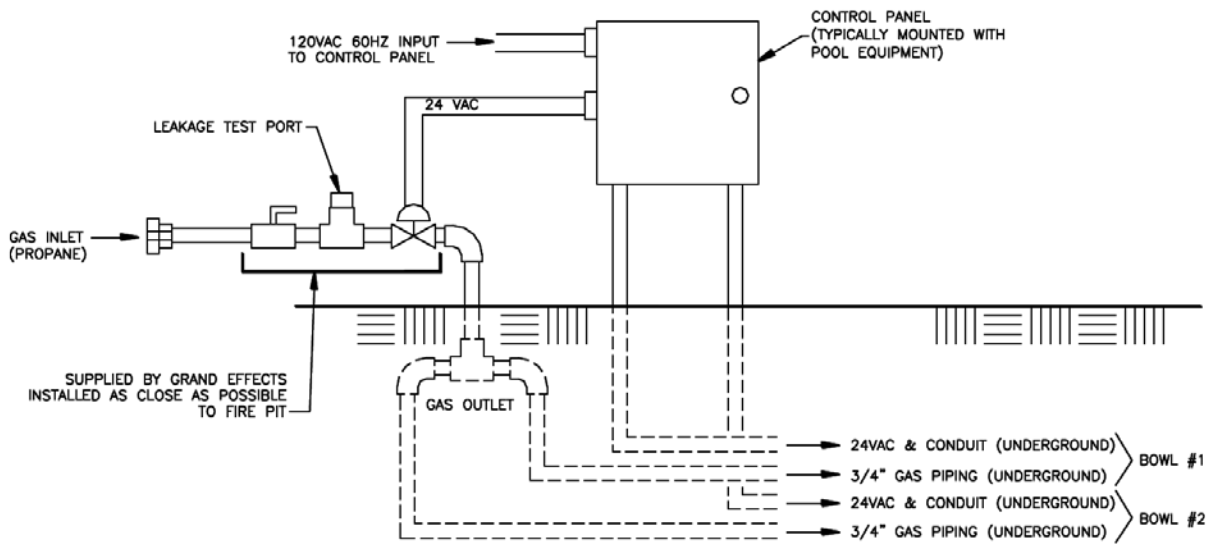 CONTROL PANEL
(TYPICALLY MOUNTED WITH
POOL EQUIPMENT)
120VAC 60HZ INPUT
TO CONTROL PANEL
24 VAC
LEAKAGE TEST PORT
GAS INLET
(PROPANE)
SUPPLIED BY GRAND EFFECTS
INSTALLED AS CLOSE AS POSSIBLE
TO FIRE PIT
GAS OUTLET
24VAC & CONDUIT (UNDERGROUND)
3/4" GAS PIPING (UNDERGROUND)
BOWL #1
24VAC & CONDUIT (UNDERGROUND)
3/4" GAS PIPING (UNDERGROUND)
BOWL #2